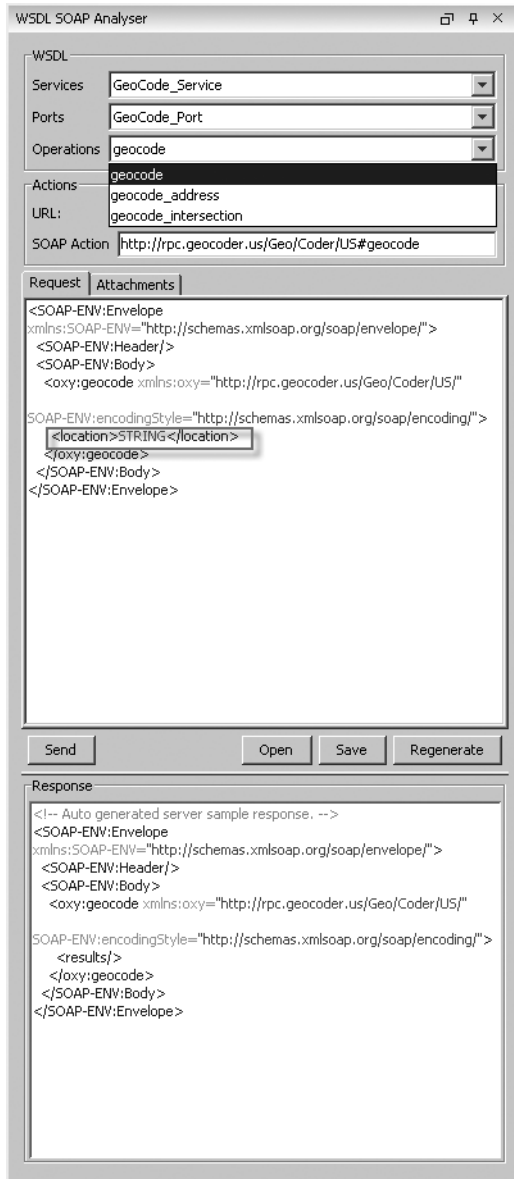 WSDL SOAP Analyser
WSDL
Services GeoCode_Service
Ports GeoCode_Port
Operations geocode
geocode
geocode_address
geocode_intersection
Actions
URL:
SOAP Action http://rpc.geocoder.us/Geo/Coder/US#geocode
Request Attachments
<SOAP-ENV:Envelope
xmlns:SOAP-ENV="http://schemas.xmlsoap.org/soap/envelope/">
<SOAP-ENV:Header/>
<SOAP-ENV:Body>
<oxy:geocode xmlns:oxy="http://rpc.geocoder.us/Geo/Coder/US/"
SOAP-ENV:encodingStyle="http://schemas.xmlsoap.org/soap/encoding/">
<location>STRING</location>
</oxy:geocode>
</SOAP-ENV:Body>
</SOAP-ENV:Envelope>
Send Open Save Regenerate
Response
<!-- Auto generated server sample response. -->
<SOAP-ENV:Envelope
xmlns:SOAP-ENV="http://schemas.xmlsoap.org/soap/envelope/">
<SOAP-ENV:Header/>
<SOAP-ENV:Body>
<oxy:geocode xmlns:oxy="http://rpc.geocoder.us/Geo/Coder/US/"
SOAP-ENV:encodingStyle="http://schemas.xmlsoap.org/soap/encoding/">
<results/>
</oxy:geocode>
</SOAP-ENV:Body>
</SOAP-ENV:Envelope>